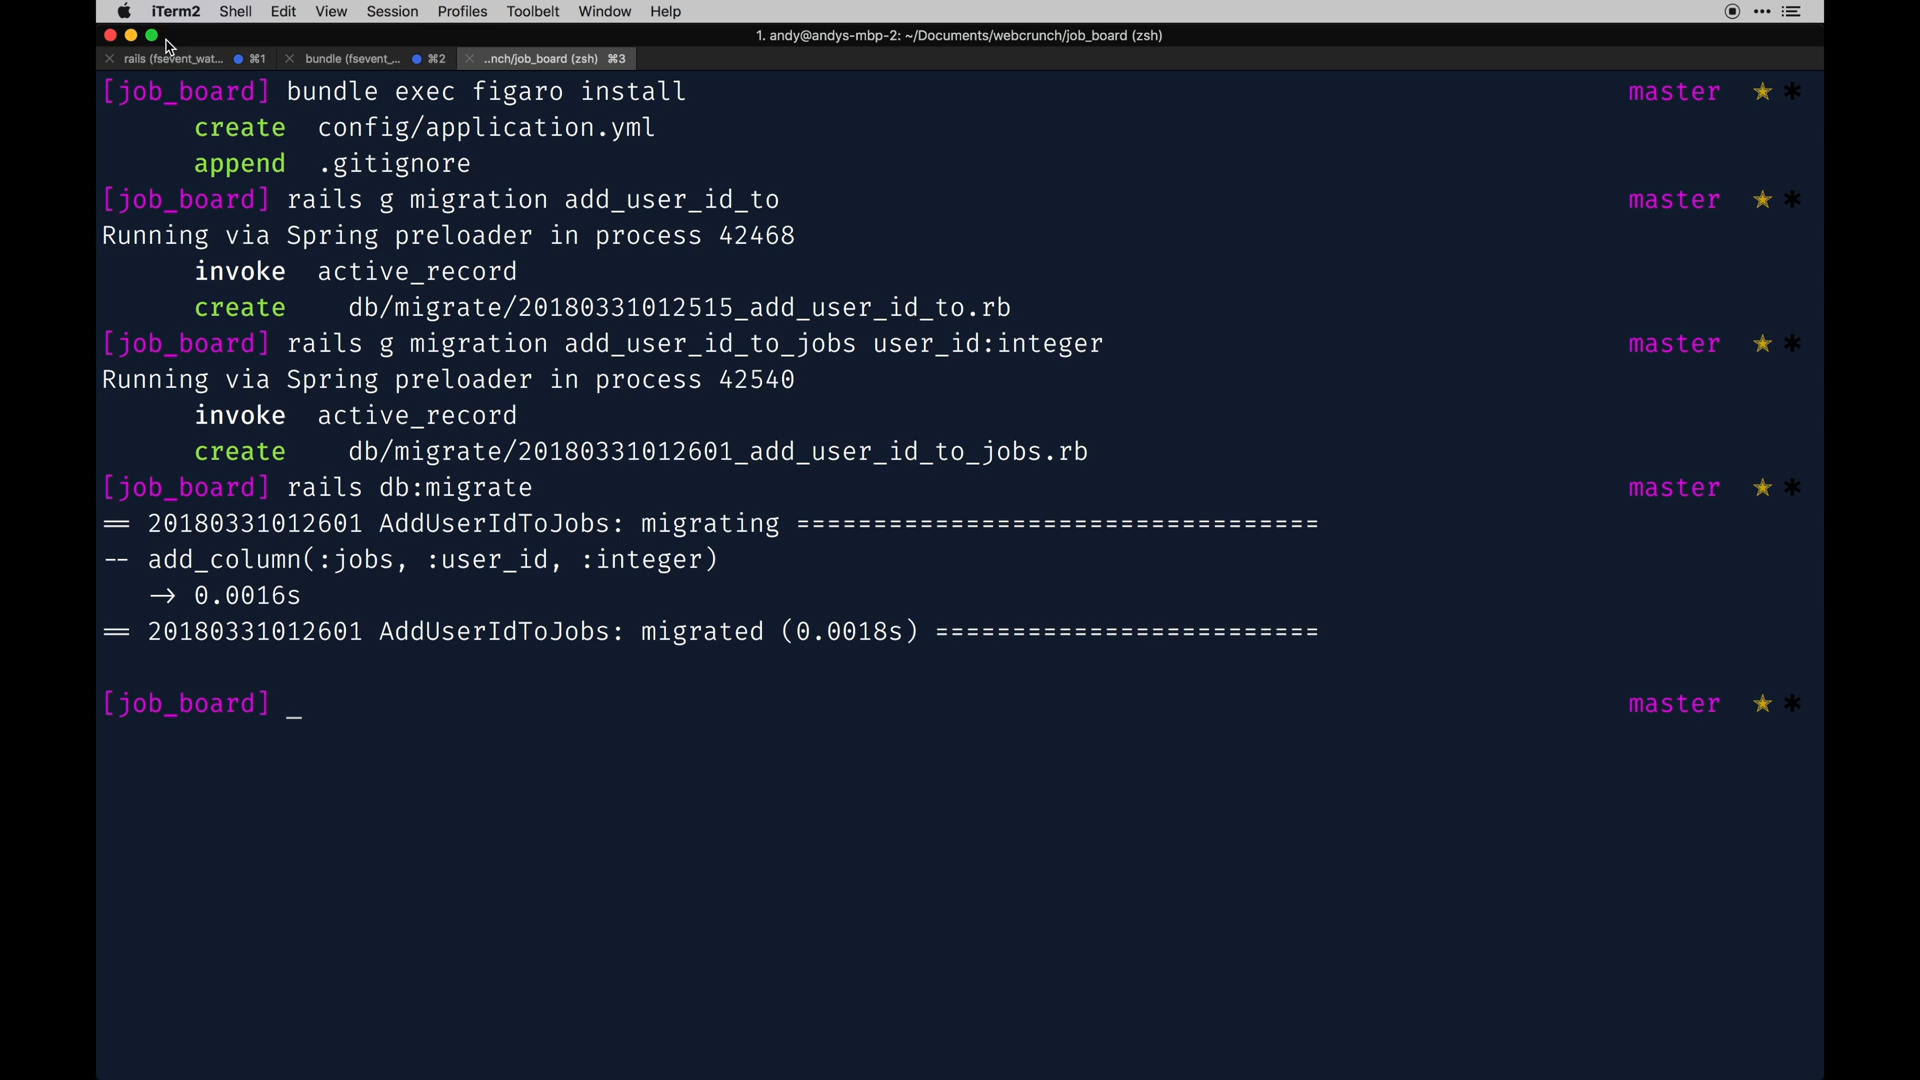 iTerm2 Shell Edit View Session Profiles Toolbelt Window Help
1. andy@andys-mbp-2: ~/Documents/webcrunch/job_board (zsh)
rails (fsevent_wat... ⌘1 bundle (fsevent_... ⌘2 ..nch/job_board (zsh) ⌘3
[job_board] bundle exec figaro install master ★ *
create config/application.yml
append .gitignore
[job_board] rails g migration add_user_id_to master ★ *
Running via Spring preloader in process 42468
invoke active_record
create db/migrate/20180331012515_add_user_id_to.rb
[job_board] rails g migration add_user_id_to_jobs user_id:integer master ★ *
Running via Spring preloader in process 42540
invoke active_record
create db/migrate/20180331012601_add_user_id_to_jobs.rb
[job_board] rails db:migrate master ★ *
== 20180331012601 AddUserIdToJobs: migrating ==================================
-- add_column(:jobs, :user_id, :integer)
-> 0.0016s
== 20180331012601 AddUserIdToJobs: migrated (0.0018s) =========================
[job_board] _ master ★ *